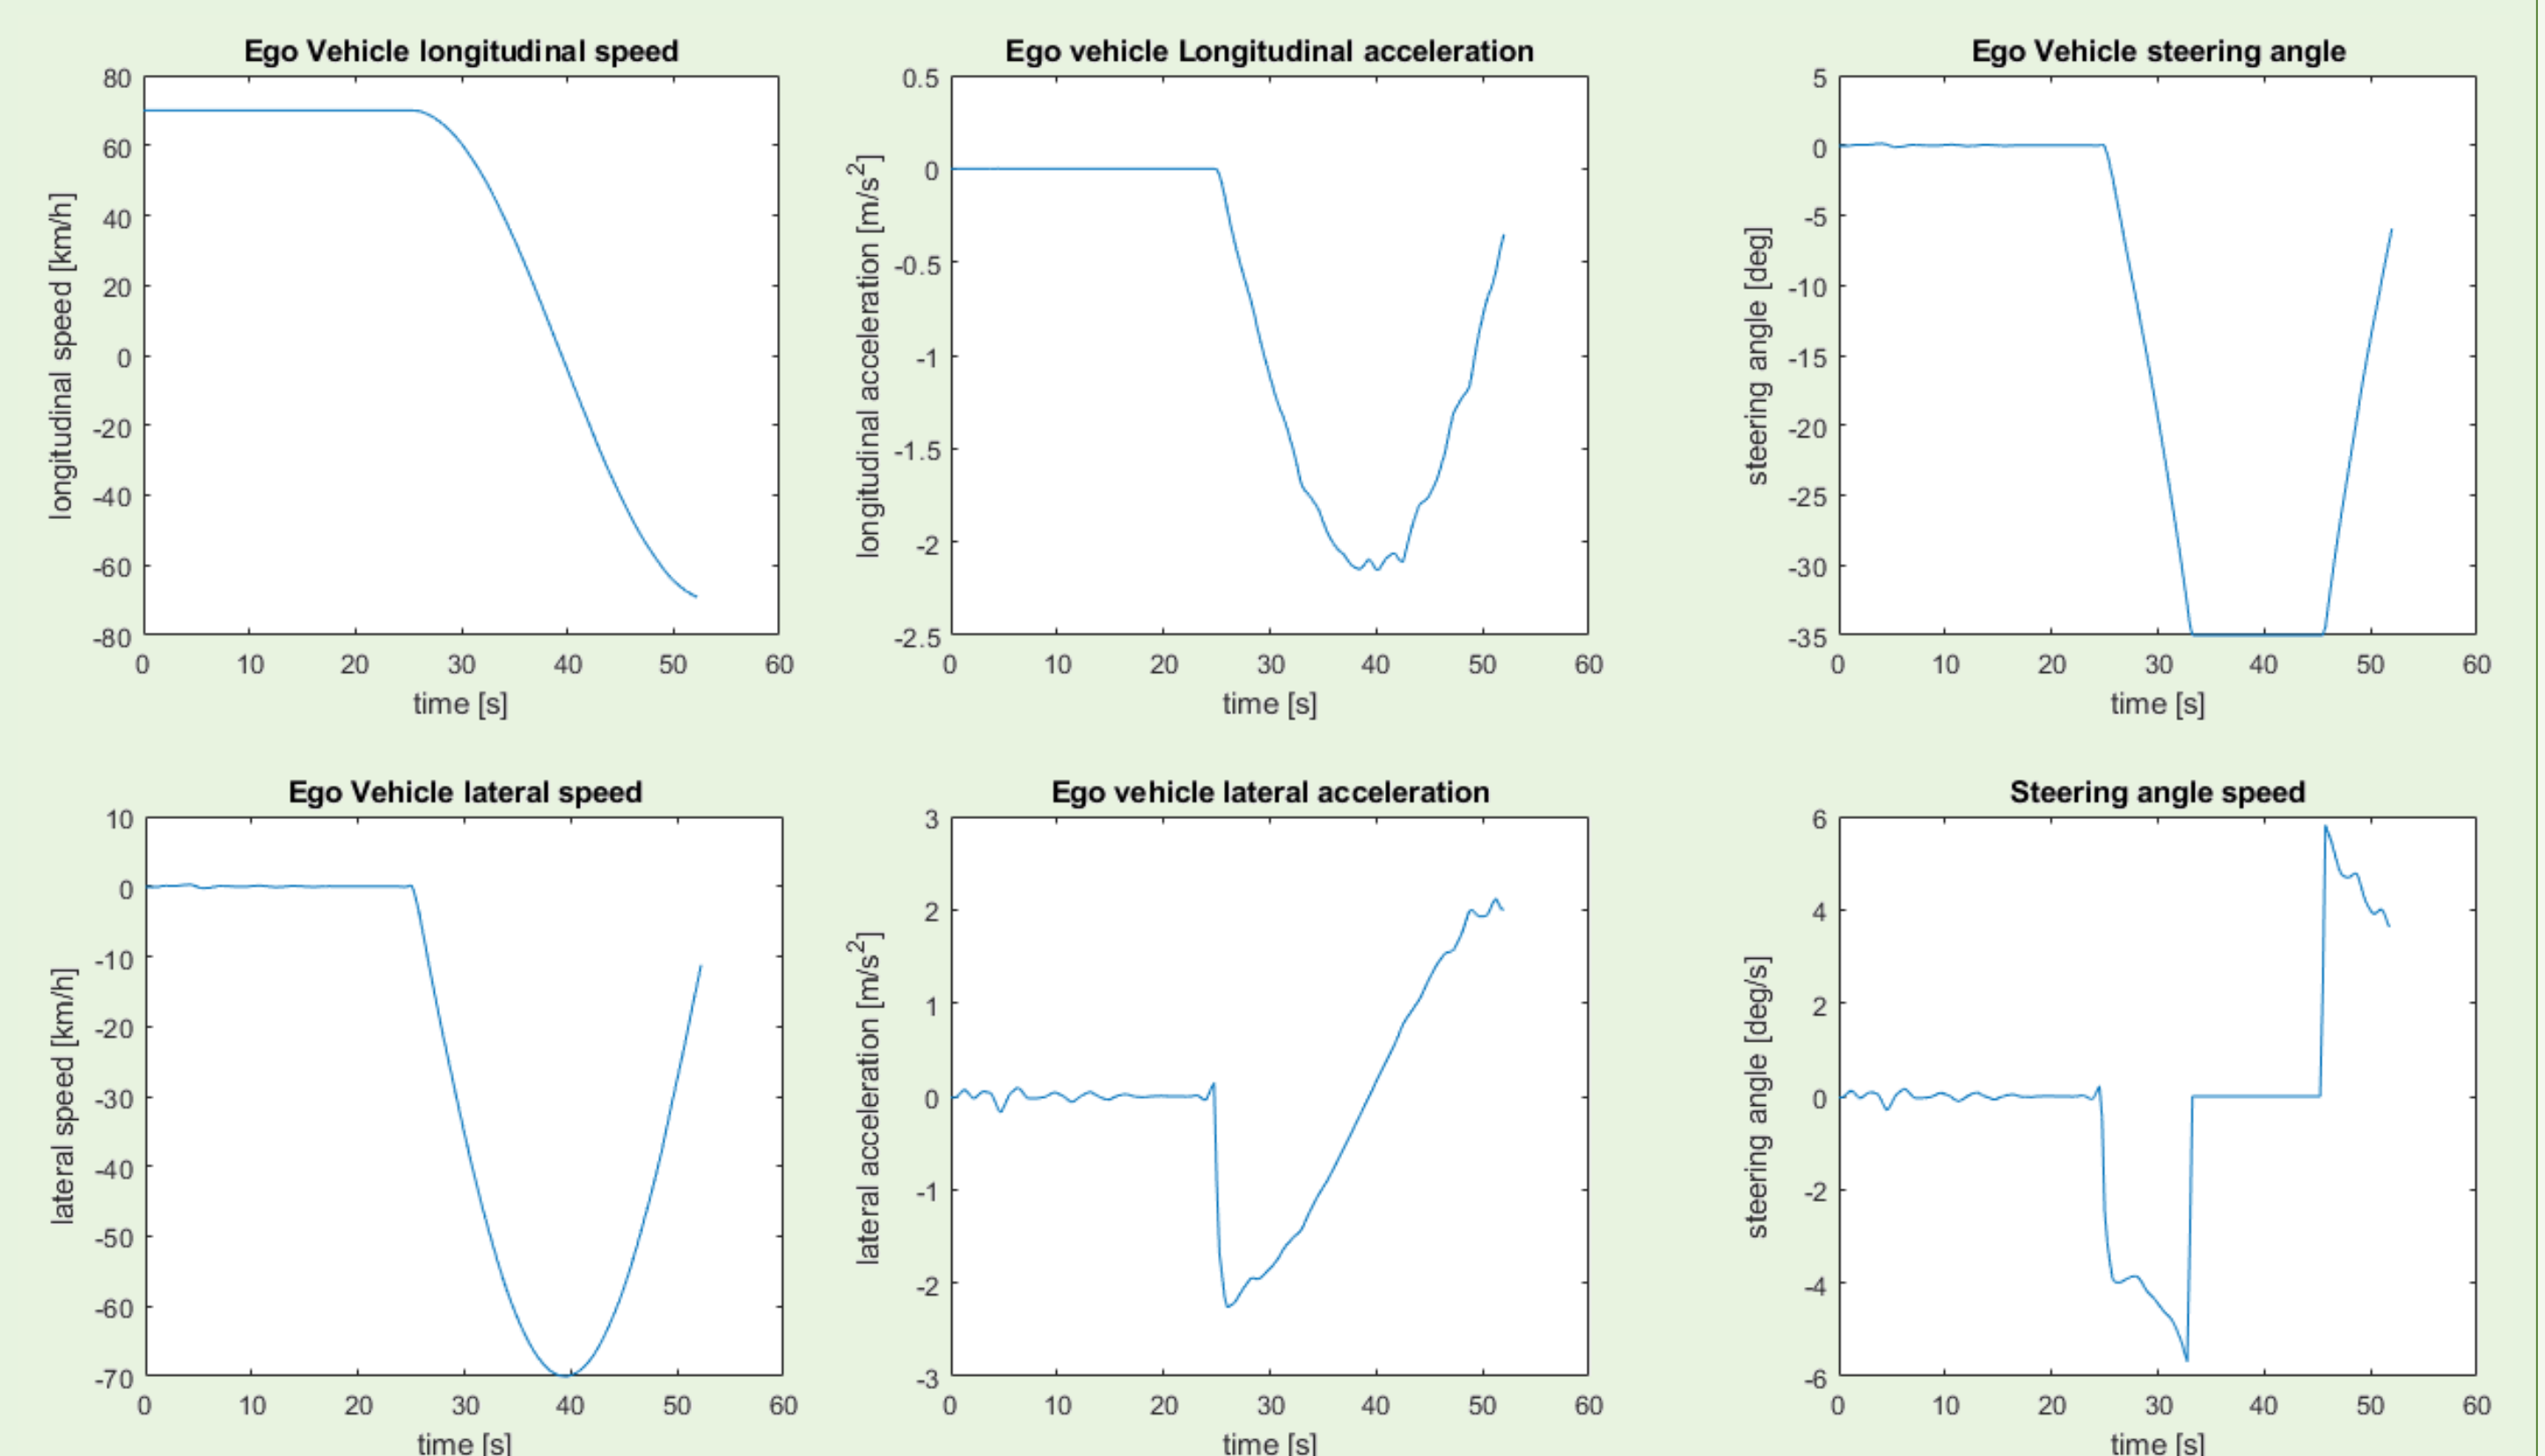 Ego Vehicle longitudinal speed
80
60
40
20
0
-20
-40
-60
-80
longitudinal speed [km/h]
0 10 20 30 40 50 60
time [s]
Ego vehicle Longitudinal acceleration
0.5
0
-0.5
-1
-1.5
-2
-2.5
longitudinal acceleration [m/s²]
0 10 20 30 40 50 60
time [s]
Ego Vehicle steering angle
5
0
-5
-10
-15
-20
-25
-30
-35
steering angle [deg]
0 10 20 30 40 50 60
time [s]
Ego Vehicle lateral speed
10
0
-10
-20
-30
-40
-50
-60
-70
lateral speed [km/h]
0 10 20 30 40 50 60
time [s]
Ego vehicle lateral acceleration
3
2
1
0
-1
-2
-3
lateral acceleration [m/s²]
0 10 20 30 40 50 60
time [s]
Steering angle speed
6
4
2
0
-2
-4
-6
steering angle [deg/s]
0 10 20 30 40 50 60
time [s]